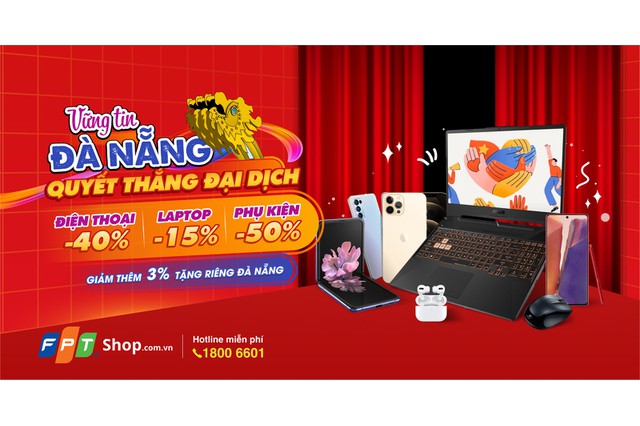 Vững tin
ĐÀ NẴNG
QUYẾT THẮNG ĐẠI DỊCH
ĐIỆN THOẠI
-40%
LAPTOP
-15%
PHỤ KIỆN
-50%
GIẢM THÊM 3% TẶNG RIÊNG ĐÀ NẴNG
FPT Shop.com.vn
Hotline miễn phí
1800 6601